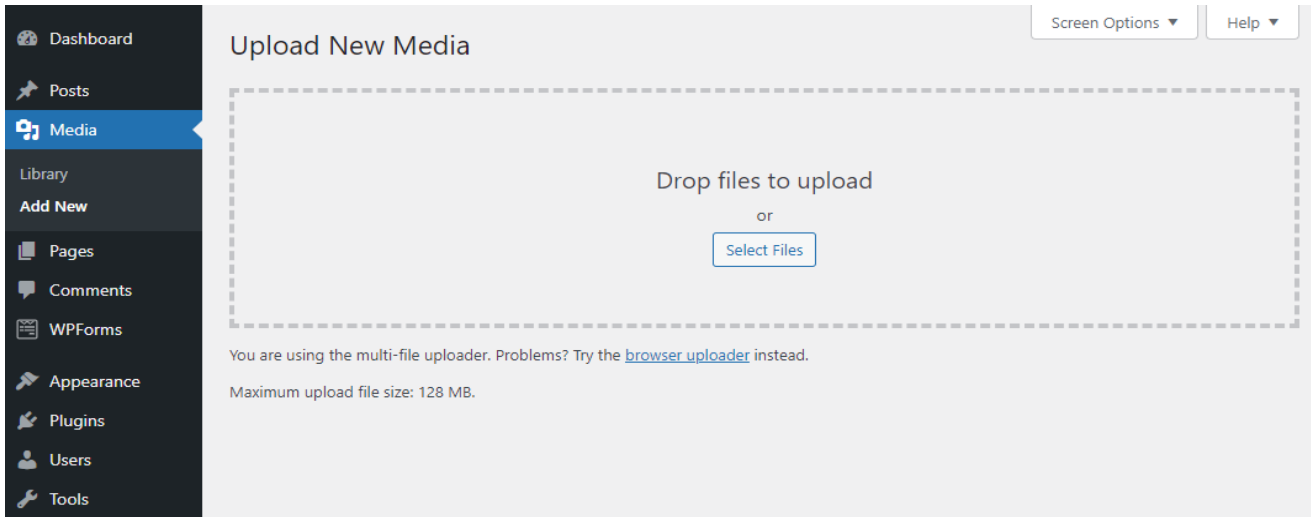 Dashboard
Posts
Media
Library
Add New
Pages
Comments
WPForms
Appearance
Plugins
Users
Tools
Screen Options ▼
Help ▼
Upload New Media
Drop files to upload
or
Select Files
You are using the multi-file uploader. Problems? Try the browser uploader instead.
Maximum upload file size: 128 MB.